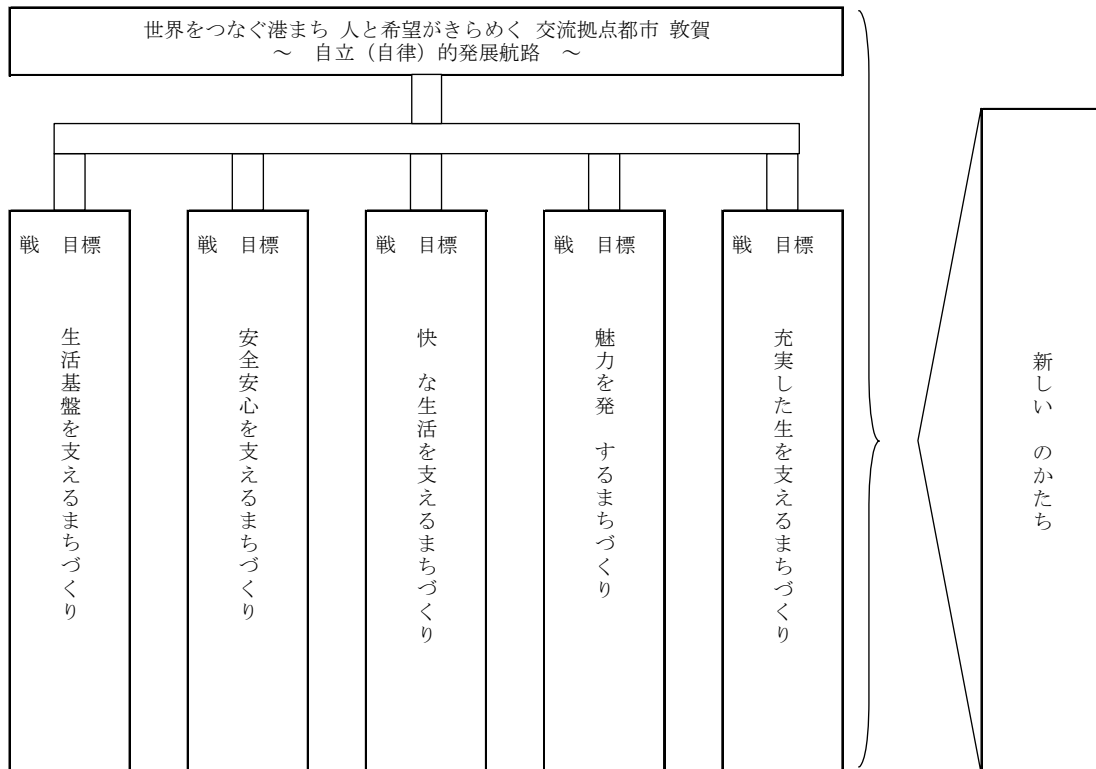 世界をつなぐ港まち 人と希望がきらめく 交流拠点都市 敦賀
～ 自立（自律）的発展航路 ～
戦 目標
生活基盤を支えるまちづくり
戦 目標
安全安心を支えるまちづくり
戦 目標
快 な生活を支えるまちづくり
戦 目標
魅力を発 するまちづくり
戦 目標
充実した生を支えるまちづくり
新しい のかたち